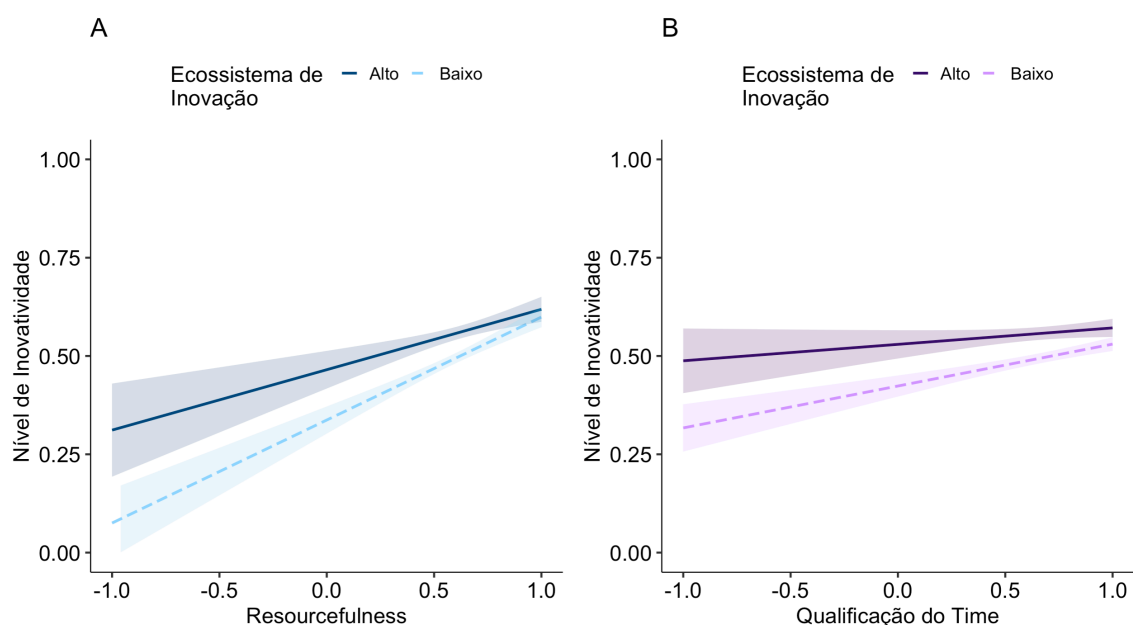 A
Ecossistema de
Inovação
Alto
Baixo
Nível de Inovatividade
1.00
0.75
0.50
0.25
0.00
-1.0
-0.5
0.0
0.5
1.0
Resourcefulness
B
Ecossistema de
Inovação
Alto
Baixo
Nível de Inovatividade
1.00
0.75
0.50
0.25
0.00
-1.0
-0.5
0.0
0.5
1.0
Qualificação do Time